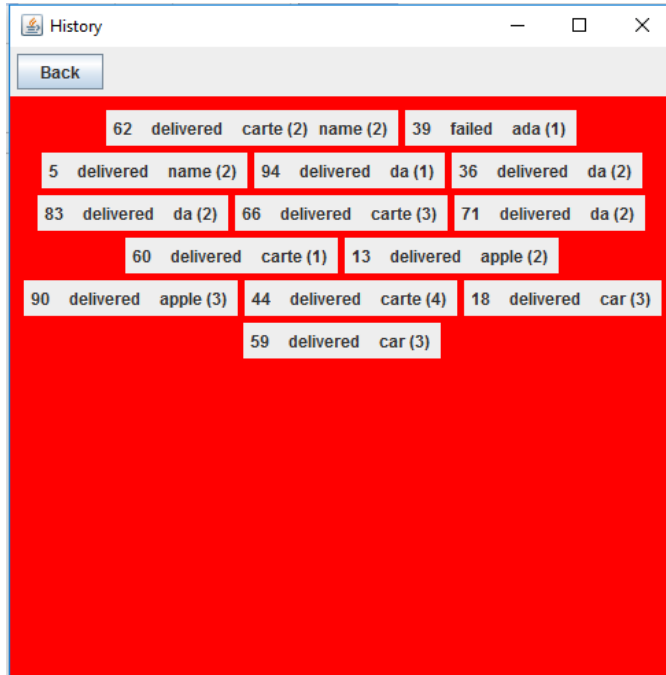 History
Back
62 delivered carte (2) name (2) 39 failed ada (1)
5 delivered name (2) 94 delivered da (1) 36 delivered da (2)
83 delivered da (2) 66 delivered carte (3) 71 delivered da (2)
60 delivered carte (1) 13 delivered apple (2)
90 delivered apple (3) 44 delivered carte (4) 18 delivered car (3)
59 delivered car (3)